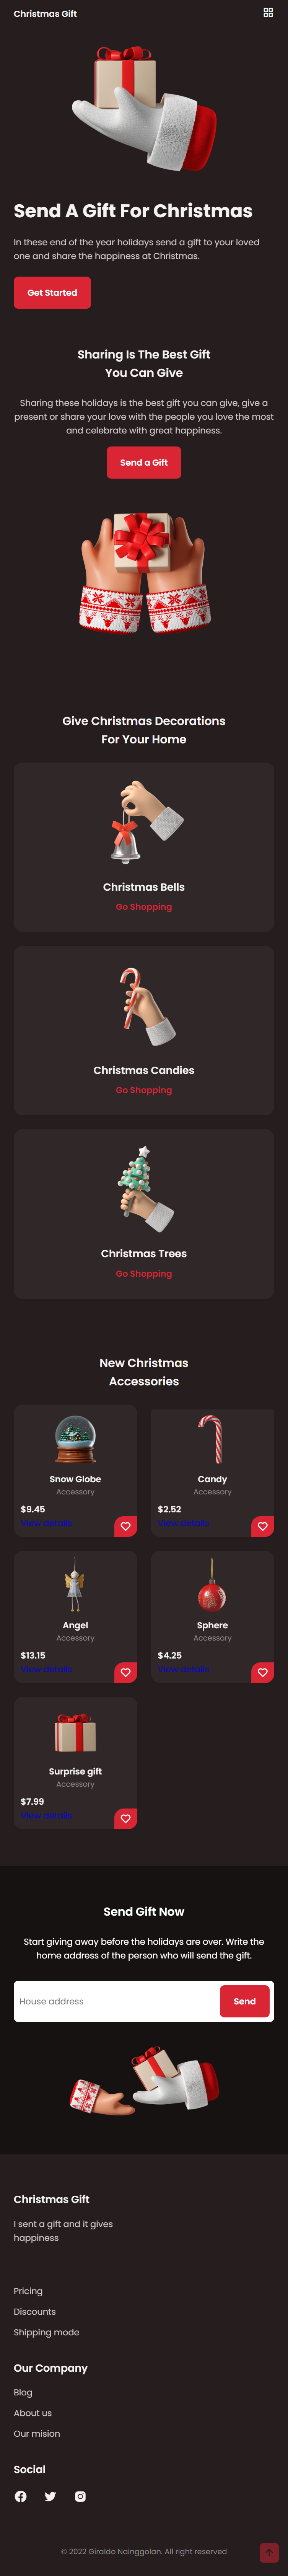 Christmas Gift
Send A Gift For Christmas
In these end of the year holidays send a gift to your loved
one and share the happiness at Christmas.
Get Started
Sharing Is The Best Gift
You Can Give
Sharing these holidays is the best gift you can give, give a
present or share your love with the people you love the most
and celebrate with great happiness.
Send a Gift
Give Christmas Decorations
For Your Home
Christmas Bells
Go Shopping
Christmas Candies
Go Shopping
Christmas Trees
Go Shopping
New Christmas
Accessories
Snow Globe
Accessory
$9.45
View details
Candy
Accessory
$2.52
View details
Angel
Accessory
$13.15
View details
Sphere
Accessory
$4.25
View details
Surprise gift
Accessory
$7.99
View details
Send Gift Now
Start giving away before the holidays are over. Write the
home address of the person who will send the gift.
House address
Send
Christmas Gift
I sent a gift and it gives
happiness
Pricing
Discounts
Shipping mode
Our Company
Blog
About us
Our mision
Social
© 2022 Giraldo Nainggolan. All right reserved